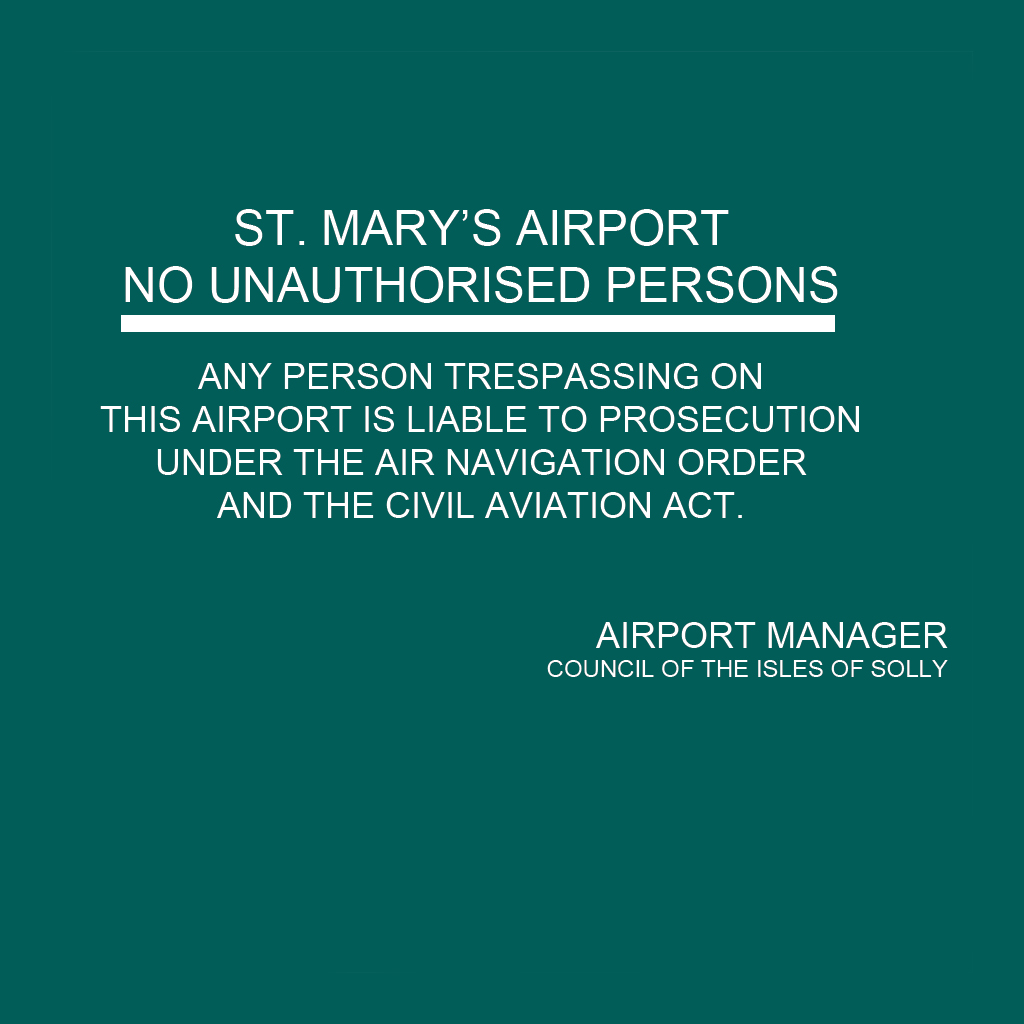 ST. MARY’S AIRPORT
NO UNAUTHORISED PERSONS
ANY PERSON TRESPASSING ON
THIS AIRPORT IS LIABLE TO PROSECUTION
UNDER THE AIR NAVIGATION ORDER
AND THE CIVIL AVIATION ACT.
AIRPORT MANAGER
COUNCIL OF THE ISLES OF SOLLY